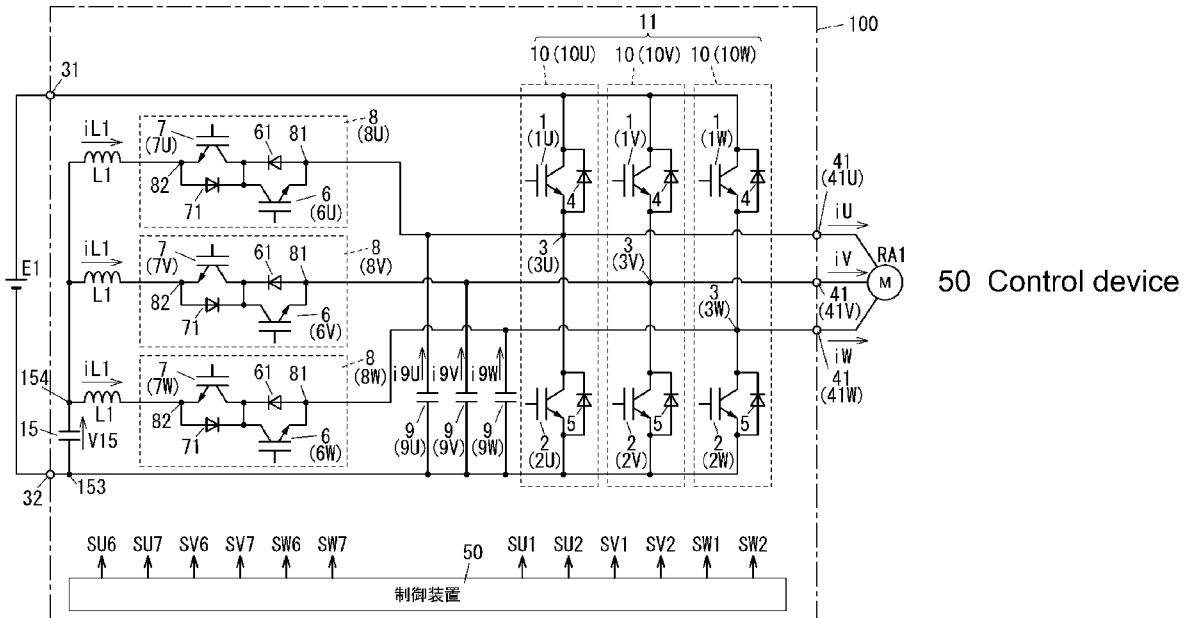 11
100
10(10U) 10(10V) 10(10W)
31
iL1
7
(7U)
61
81
8
(8U)
1
(1U)
1
(1V)
1
(1W)
L1
82
71
6
(6U)
4
4
4
41
(41U)
iU
E1
iL1
7
(7V)
61
81
8
(8V)
3
(3U)
3
(3V)
iV
RA1
M
50 Control device
L1
82
71
6
(6V)
3
(3W)
41
(41V)
iW
154
iL1
7
(7W)
61
81
8
(8W)
i9U
i9V
i9W
41
(41W)
15
V15
L1
82
71
6
(6W)
9
(9U)
9
(9V)
9
(9W)
2
(2U)
5
2
(2V)
5
2
(2W)
5
32
153
SU6 SU7 SV6 SV7 SW6 SW7 50 SU1 SU2 SV1 SV2 SW1 SW2
制御装置